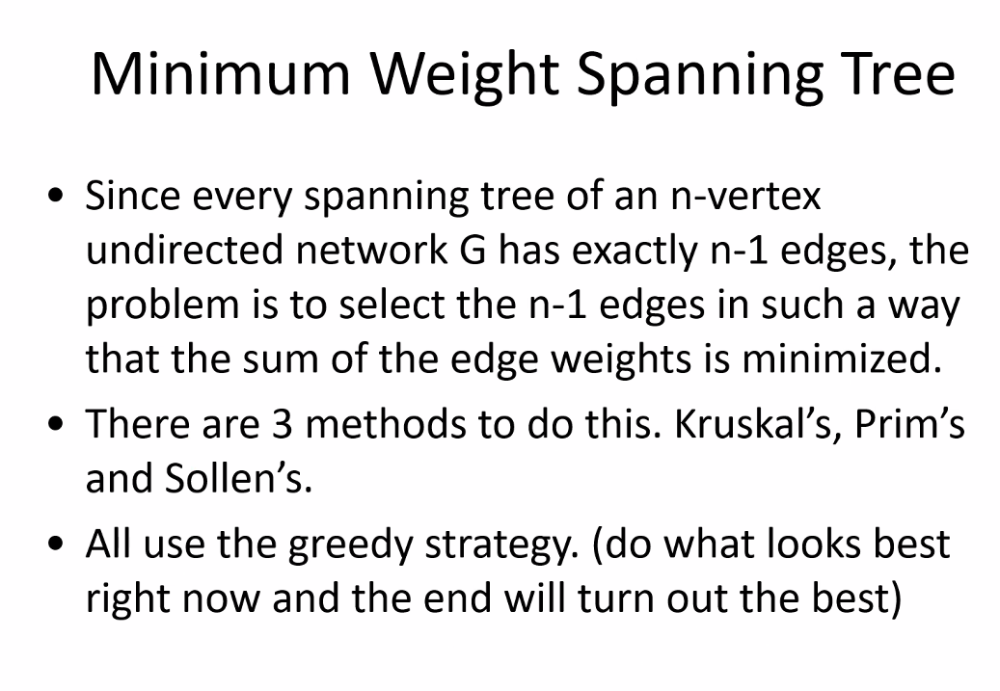 Minimum Weight Spanning Tree
• Since every spanning tree of an n-vertex
undirected network G has exactly n-1 edges, the
problem is to select the n-1 edges in such a way
that the sum of the edge weights is minimized.
• There are 3 methods to do this. Kruskal’s, Prim’s
and Sollen’s.
• All use the greedy strategy. (do what looks best
right now and the end will turn out the best)